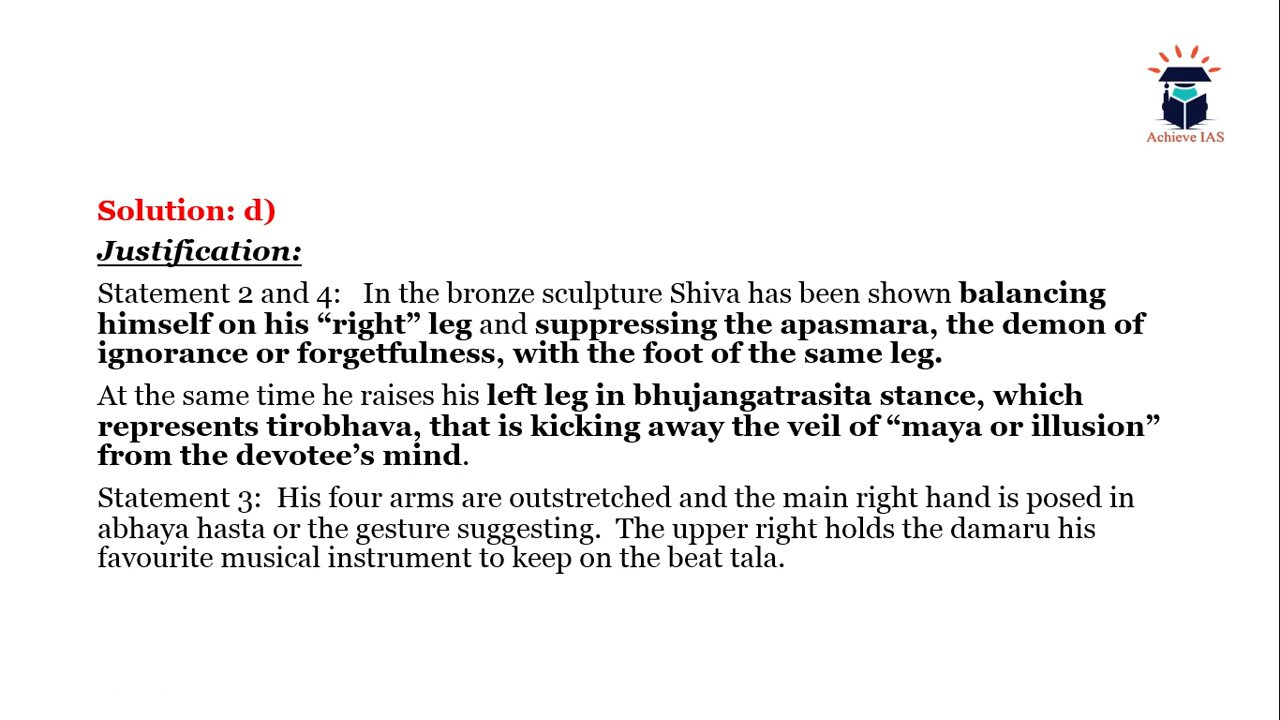 Achieve IAS
Solution: d)
Justification:
Statement 2 and 4:   In the bronze sculpture Shiva has been shown balancing
himself on his “right” leg and suppressing the apasmara, the demon of
ignorance or forgetfulness, with the foot of the same leg.
At the same time he raises his left leg in bhujangatrasita stance, which
represents tirobhava, that is kicking away the veil of “maya or illusion”
from the devotee’s mind.
Statement 3:  His four arms are outstretched and the main right hand is posed in
abhaya hasta or the gesture suggesting.  The upper right holds the damaru his
favourite musical instrument to keep on the beat tala.